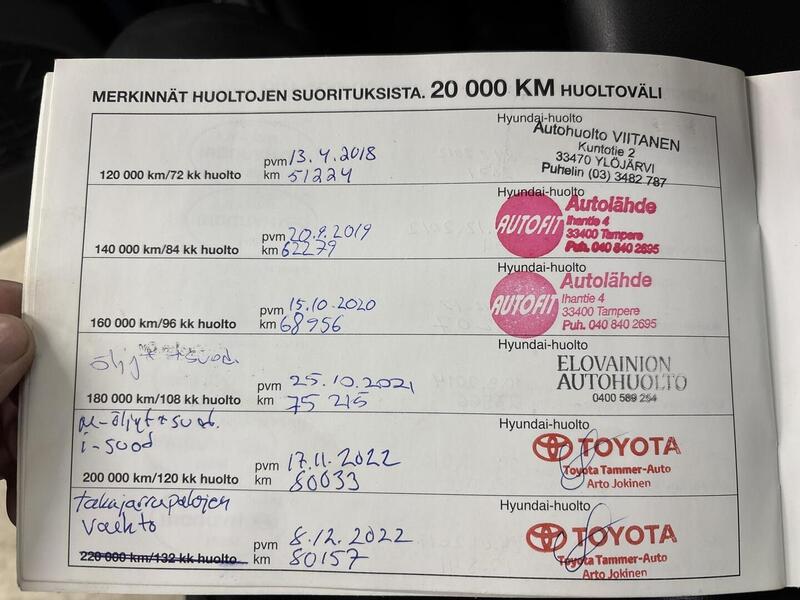 MERKINNÄT HUOLTOJEN SUORITUKSISTA. 20 000 KM HUOLTOVÄLI
Hyundai-huolto
Autohuolto VIITANEN
Kuntotie 2
33470 YLÖJÄRVI
Puhelin (03) 3482 787
pvm 13.4.2018
120 000 km/72 kk huolto km 51224
Hyundai-huolto
AUTOFIT
Autolähde
Ihantie 4
33400 Tampere
Puh. 040 840 2695
pvm 20.9.2019
140 000 km/84 kk huolto km 62279
Hyundai-huolto
AUTOFIT
Autolähde
Ihantie 4
33400 Tampere
Puh. 040 840 2695
pvm 15.10.2020
160 000 km/96 kk huolto km 68956
Hyundai-huolto
ELOVAINION
AUTOHUOLTO
0400 589 254
öljyt + suod.
pvm 25.10.2021
180 000 km/108 kk huolto km 75215
Hyundai-huolto
TOYOTA
Toyota Tammer-Auto
Arto Jokinen
m-öljyt + suod.
i-suod
pvm 17.11.2022
200 000 km/120 kk huolto km 80033
Hyundai-huolto
TOYOTA
Toyota Tammer-Auto
Arto Jokinen
takajarrupalojen
vaihto
pvm 8.12.2022
220 000 km/132 kk huolto km 80157